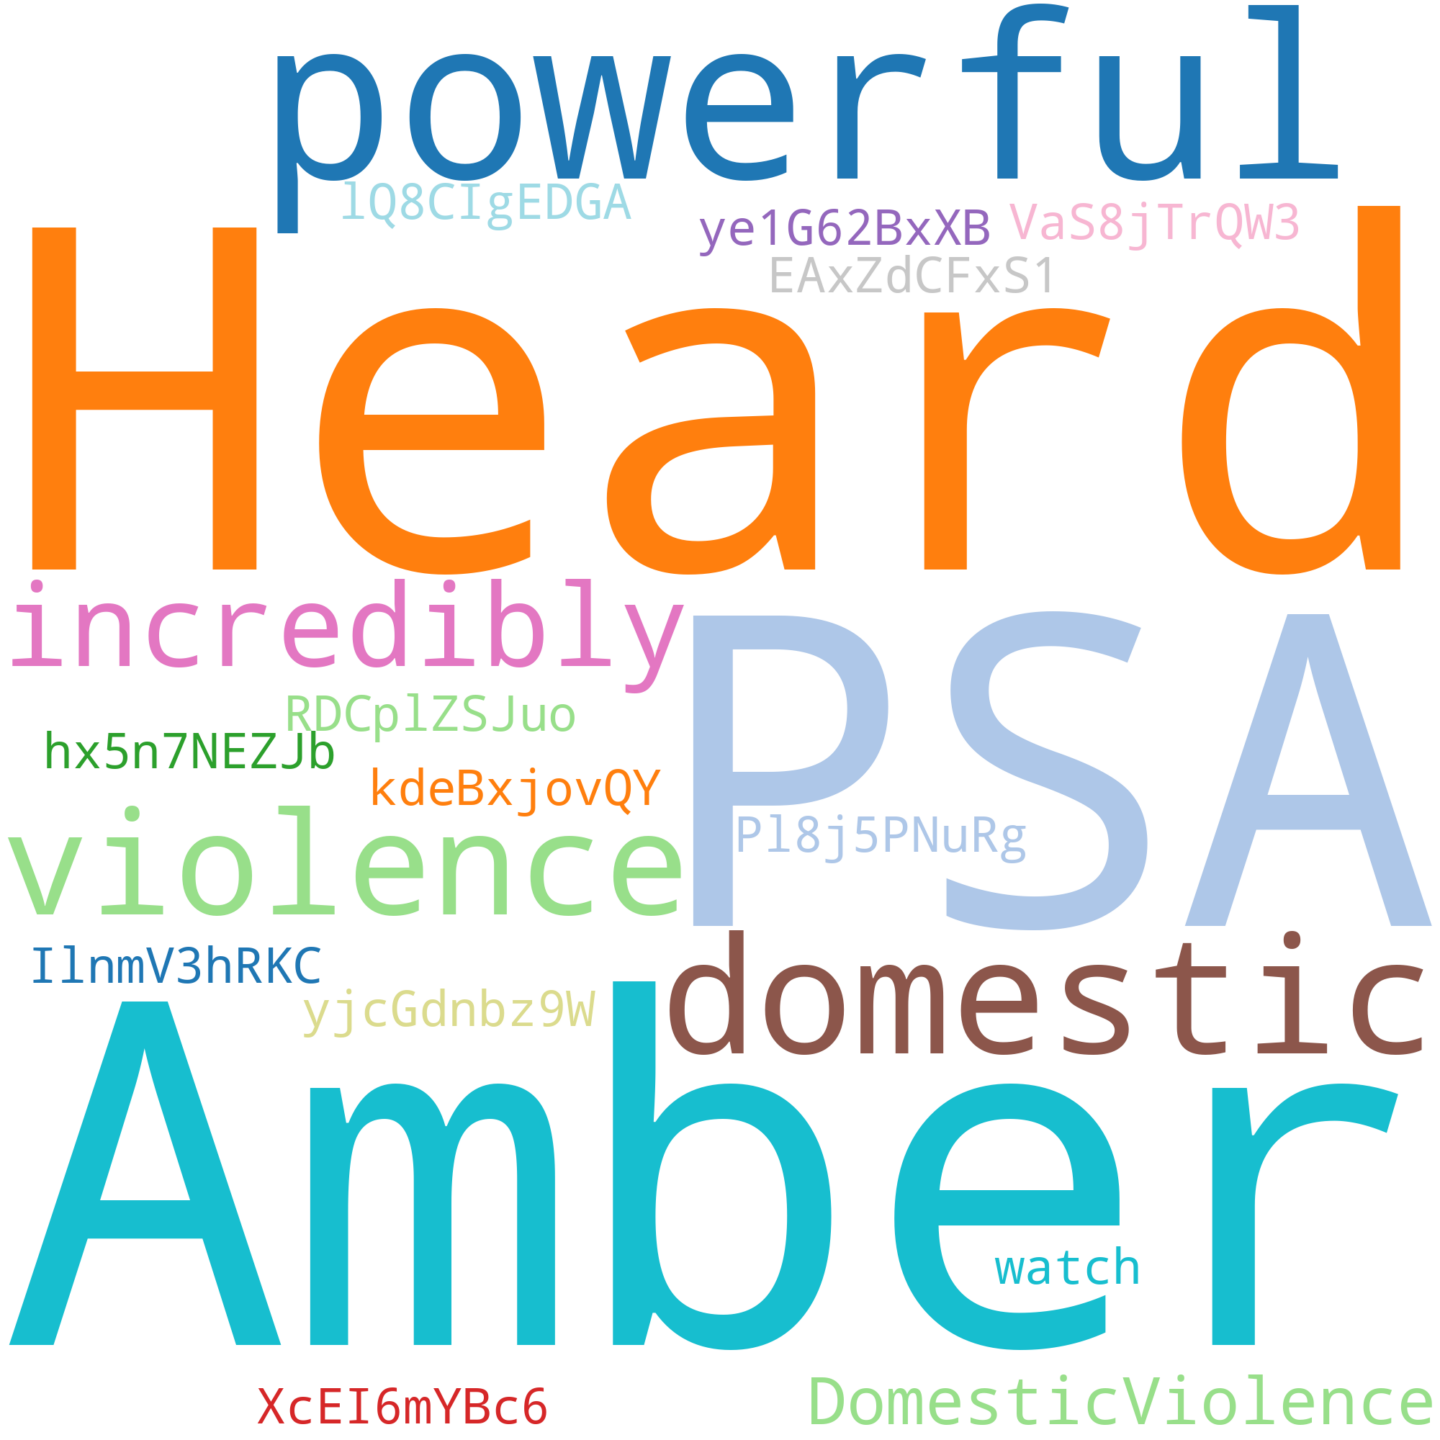 powerful
lQ8CIgEDGA
ye1G62BxXB
VaS8jTrQW3
EAxZdCFxS1
Heard
incredibly
PSA
RDCplZSJuo
hx5n7NEZJb
kdeBxjovQY
violence
Pl8j5PNuRg
domestic
IlnmV3hRKC
yjcGdnbz9W
Amber
watch
XcEI6mYBc6
DomesticViolence